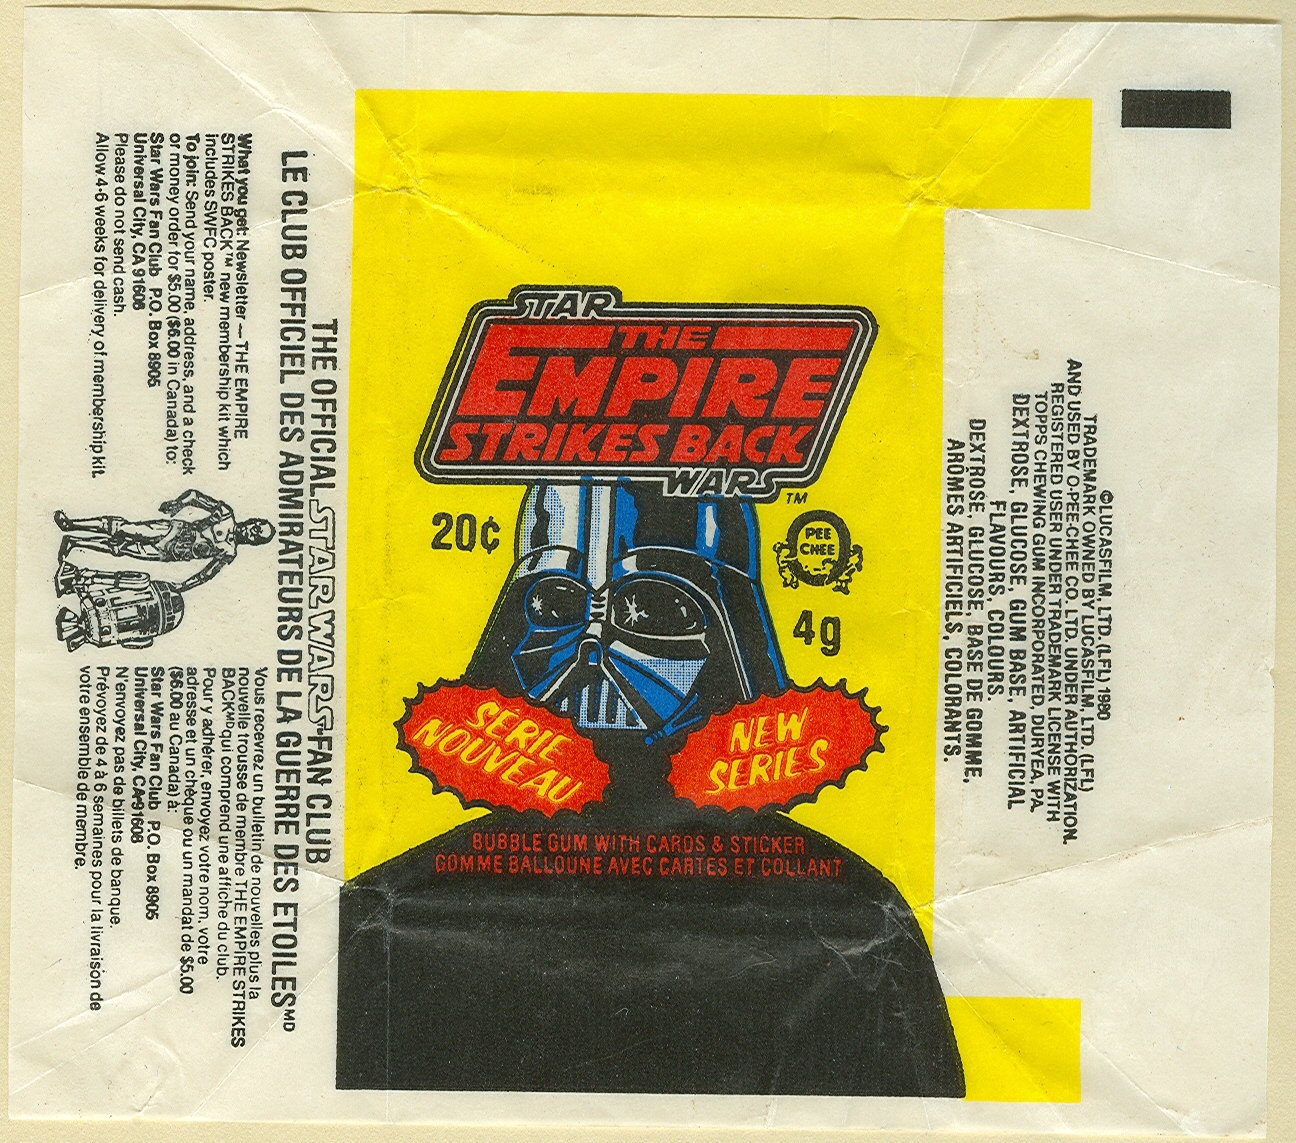 THE OFFICIAL STAR WARS FAN CLUB
LE CLUB OFFICIEL DES ADMIRATEURS DE LA GUERRE DES ETOILES MD
What you get: Newsletter — THE EMPIRE
STRIKES BACK™ new membership kit which
includes SWFC poster.
To join: Send your name, address, and a check
or money order for $5.00 ($6.00 in Canada) to:
Star Wars Fan Club P.O. Box 8905
Universal City, CA 91608
Please do not send cash.
Allow 4-6 weeks for delivery of membership kit.
Vous recevrez un bulletin de nouvelles plus la
nouvelle trousse de membre THE EMPIRE STRIKES
BACK MD qui comprend une affiche du club.
Pour y adhérer, envoyez votre nom, votre
adresse et un chèque ou un mandat de $5.00
($6.00 au Canada) à:
Star Wars Fan Club P.O. Box 8905
Universal City, CA 91608
N'envoyez pas de billets de banque.
Prévoyez de 4 à 6 semaines pour la livraison de
votre ensemble de membre.
STAR
THE
EMPIRE
STRIKES BACK
WARS
TM
20¢
PEE
CHEE
4g
SÉRIE
NOUVEAU
NEW
SERIES
BUBBLE GUM WITH CARDS & STICKER
GOMME BALLOUNE AVEC CARTES ET COLLANT
©LUCASFILM, LTD. (LFL) 1980
TRADEMARK OWNED BY LUCASFILM, LTD. (LFL)
AND USED BY O-PEE-CHEE CO. LTD. UNDER AUTHORIZATION.
REGISTERED USER UNDER TRADEMARK LICENSE WITH
TOPPS CHEWING GUM INCORPORATED, DURYEA, PA.
DEXTROSE, GLUCOSE, GUM BASE, ARTIFICIAL
FLAVOURS, COLOURS.
DEXTROSE, GLUCOSE, BASE DE GOMME,
ARÔMES ARTIFICIELS, COLORANTS.